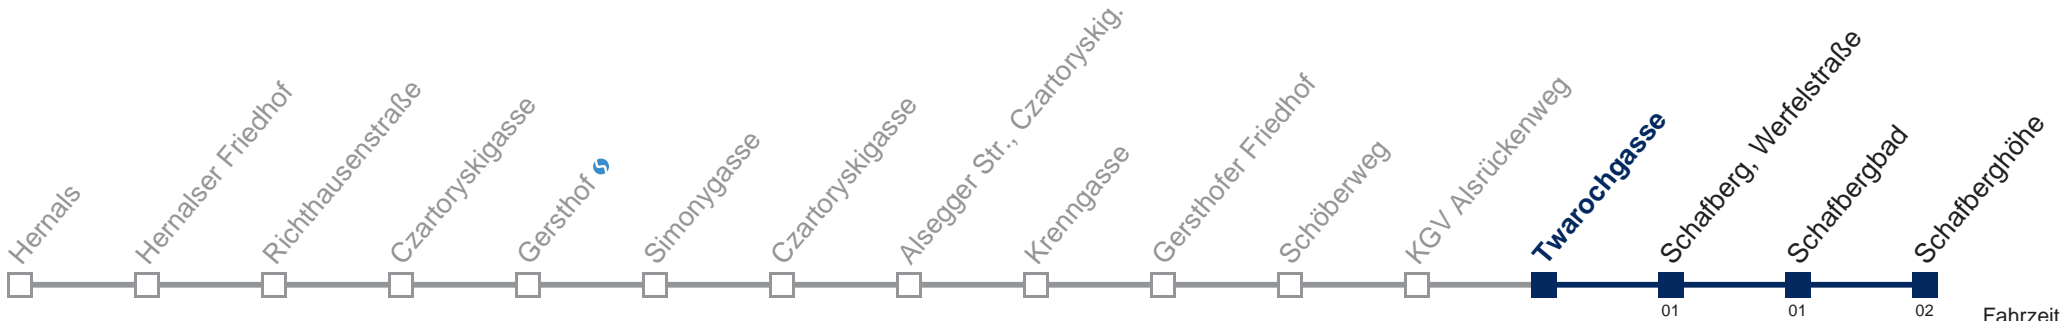 Hernals
Hernalser Friedhof
Richthausenstraße
Czartoryskigasse
Gersthof
Simonygasse
Czartoryskigasse
Alsegger Str., Czartoryskig.
Krenngasse
Gersthofer Friedhof
Schöberweg
KGV Alsrückenweg
Twarochgasse
Schafberg, Werfelstraße
Schafbergbad
Schafberghöhe
01
01
02
Fahrzeit